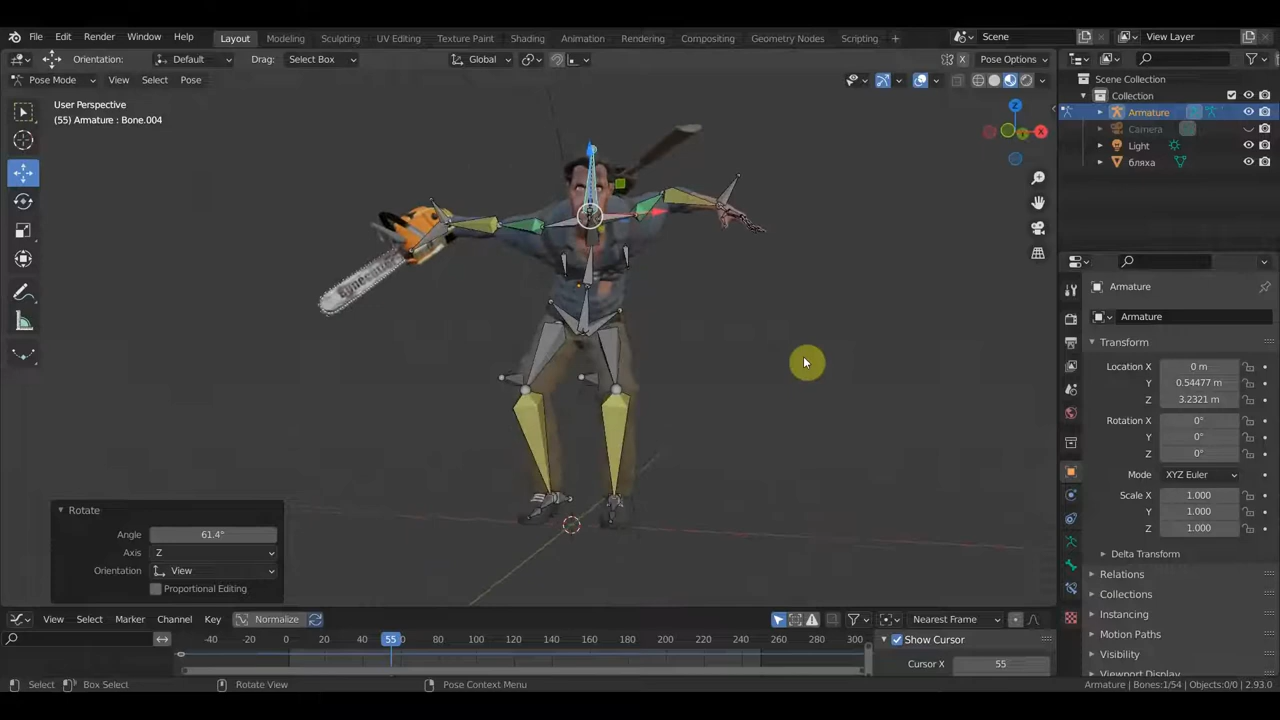 File Edit Render Window Help Layout Modeling Sculpting UV Editing Texture Paint Shading Animation Rendering Compositing Geometry Nodes Scripting + Scene View Layer
Orientation: Default Drag: Select Box Global Pose Options
Pose Mode View Select Pose
Scene Collection
Collection
Armature
Camera
Light
бляха
User Perspective
(55) Armature : Bone.004
Z
X
Y
Armature
Armature
Transform
Location X 0 m
Y 0.54477 m
Z 3.2321 m
Rotation X 0°
Y 0°
Z 0°
Mode XYZ Euler
Scale X 1.000
Y 1.000
Z 1.000
Delta Transform
Relations
Collections
Instancing
Motion Paths
Visibility
Viewport Display
Rotate
Angle 61.4°
Axis Z
Orientation View
Proportional Editing
View Select Marker Channel Key Normalize Nearest Frame
-40 -20 0 20 40 55 80 100 120 140 160 180 200 220 240 260 280 300
Show Cursor
Cursor X 55
Select Box Select Rotate View Pose Context Menu Armature | Bones:1/54 | Objects:0/0 | 2.93.0